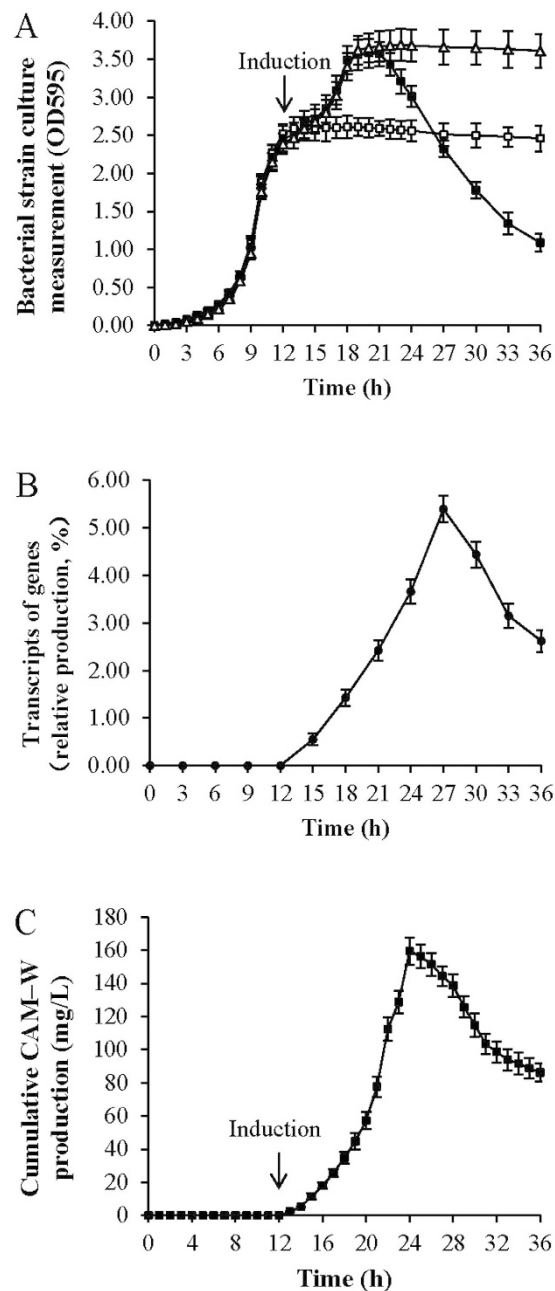 A
Bacterial strain culture
measurement (OD595)
4.00
3.50
3.00
2.50
2.00
1.50
1.00
0.50
0.00
Induction
0 3 6 9 12 15 18 21 24 27 30 33 36
Time (h)
B
Transcripts of genes
(relative production, %)
6.00
5.00
4.00
3.00
2.00
1.00
0.00
0 3 6 9 12 15 18 21 24 27 30 33 36
Time (h)
C
Cumulative CAM–W
production (mg/L)
180
160
140
120
100
80
60
40
20
0
Induction
0 4 8 12 16 20 24 28 32 36
Time (h)